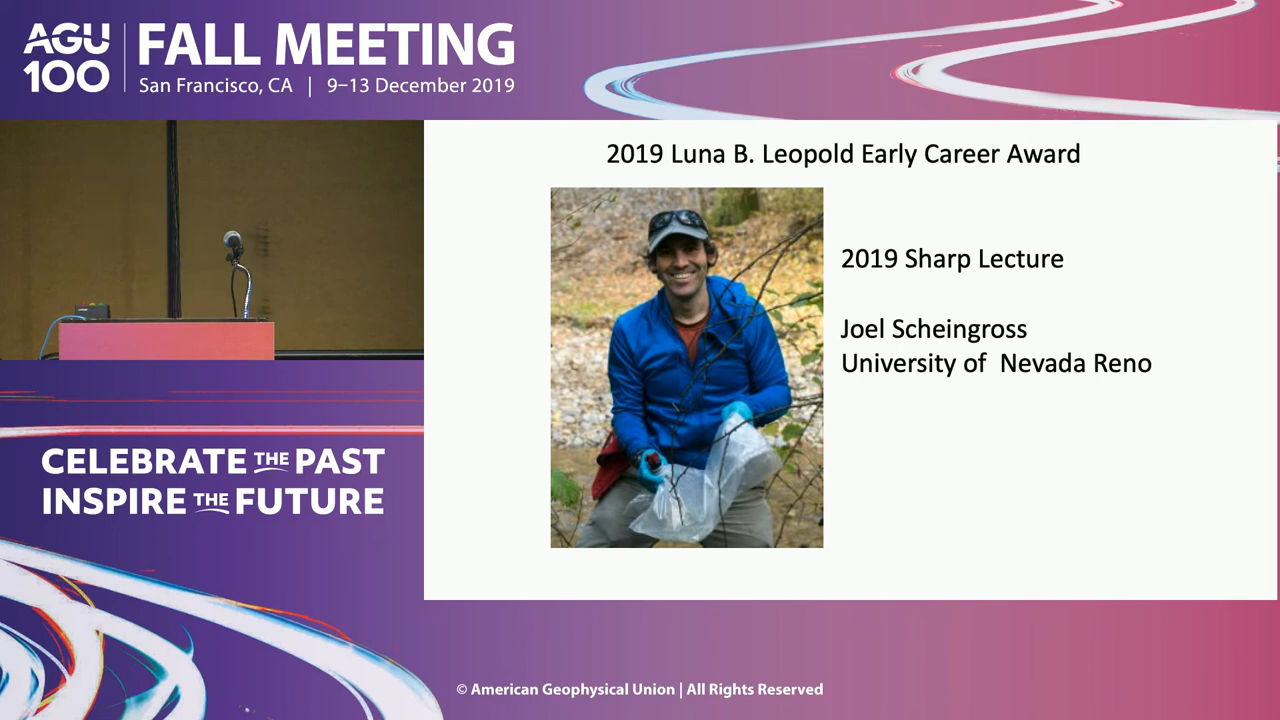 AGU
100
FALL MEETING
San Francisco, CA | 9–13 December 2019
2019 Luna B. Leopold Early Career Award
2019 Sharp Lecture
Joel Scheingross
University of Nevada Reno
CELEBRATE THE PAST
INSPIRE THE FUTURE
© American Geophysical Union | All Rights Reserved